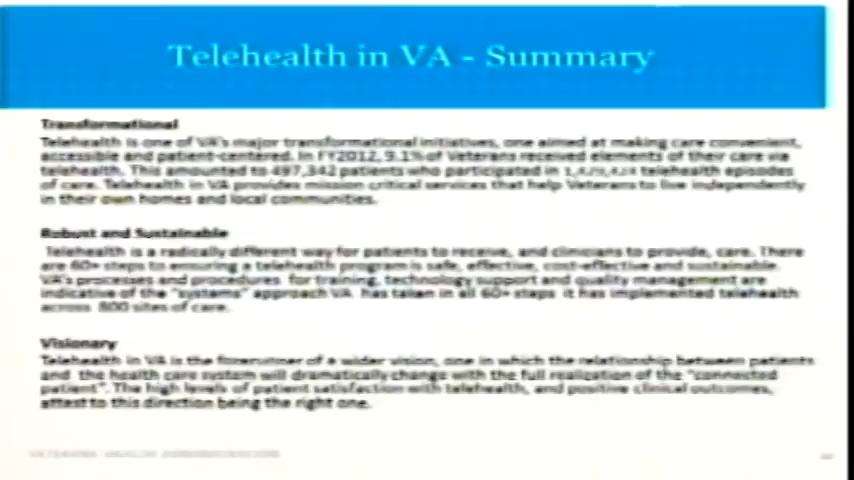 Telehealth in VA - Summary
Transformational
Telehealth is one of VA's major transformational initiatives, one aimed at making care convenient,
accessible and patient-centered. In FY2012, 9.1% of Veterans received elements of their care via
telehealth. This amounted to 497,342 patients who participated in telehealth episodes
of care. Telehealth in VA provides mission critical services that help Veterans to live independently
in their own homes and local communities.
Robust and Sustainable
Telehealth is a radically different way for patients to receive, and clinicians to provide, care. There
are 60+ steps to ensuring a telehealth program is safe, effective, cost-effective and sustainable.
VA's processes and procedures for training, technology support and quality management are
indicative of the "systems" approach VA has taken in all 60+ steps it has implemented telehealth
across 800 sites of care.
Visionary
Telehealth in VA is the forerunner of a wider vision, one in which the relationship between patients
and the health care system will dramatically change with the full realization of the "connected
patient". The high levels of patient satisfaction with telehealth, and positive clinical outcomes,
attest to this direction being the right one.
VETERANS HEALTH ADMINISTRATION